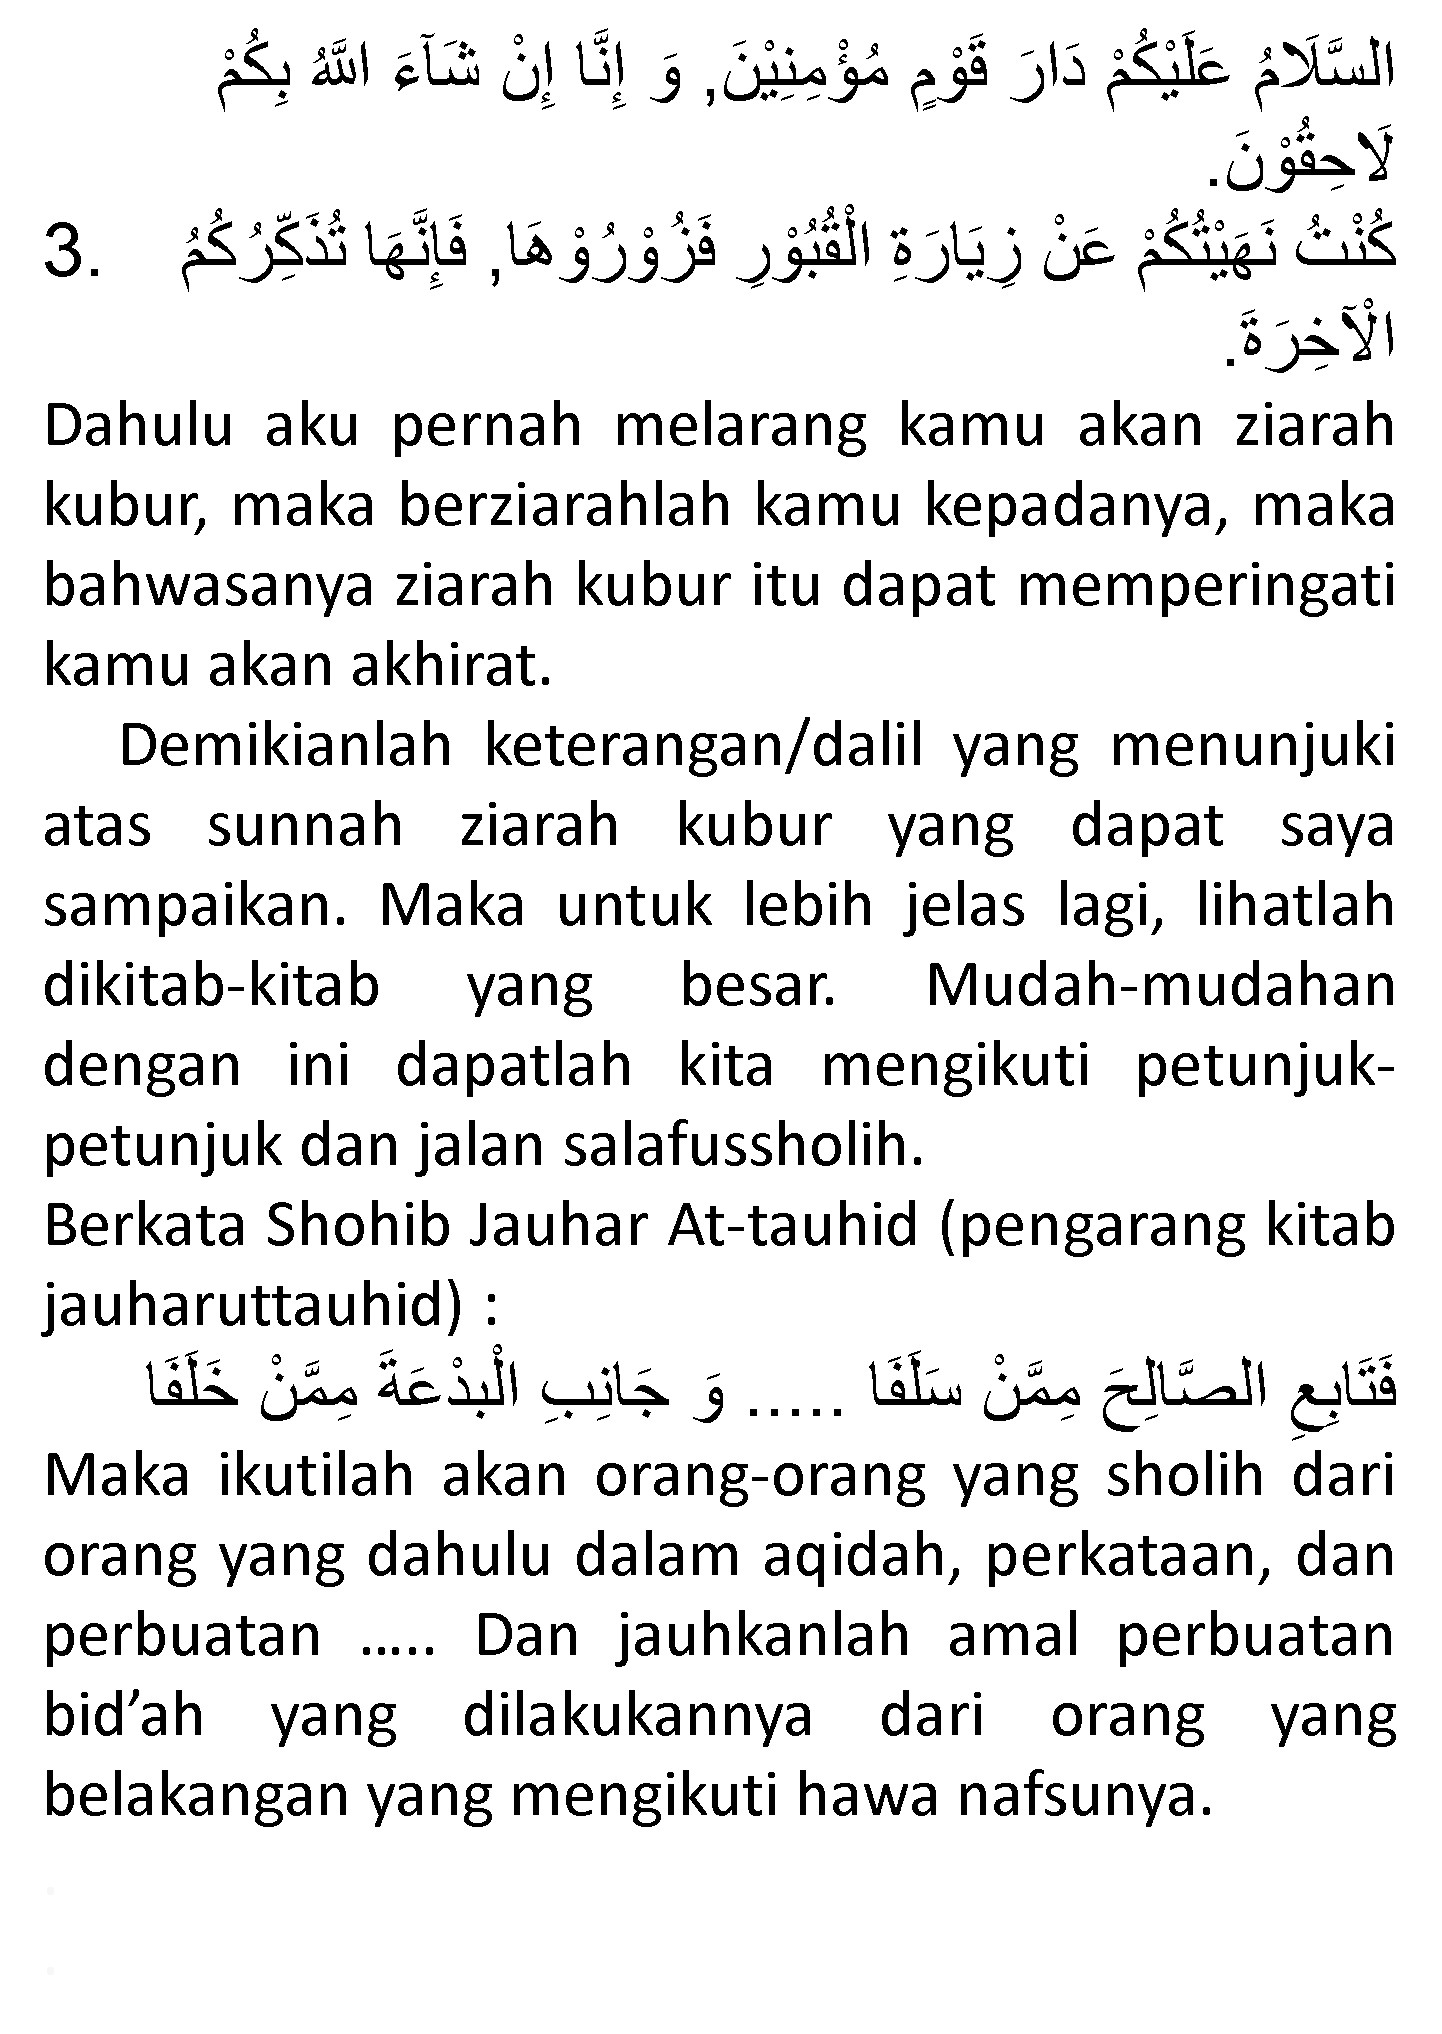 السَّلَامُ عَلَيْكُمْ دَارَ قَوْمٍ مُؤْمِنِيْنَ, وَ إِنَّا إِنْ شَآءَ اللَّهُ بِكُمْ
لَاحِقُوْنَ.
3. كُنْتُ نَهَيْتُكُمْ عَنْ زِيَارَةِ الْقُبُوْرِ فَزُوْرُوْهَا, فَإِنَّهَا تُذَكِّرُكُمُ
الْآخِرَةَ.
Dahulu aku pernah melarang kamu akan ziarah
kubur, maka berziarahlah kamu kepadanya, maka
bahwasanya ziarah kubur itu dapat memperingati
kamu akan akhirat.
Demikianlah keterangan/dalil yang menunjuki
atas sunnah ziarah kubur yang dapat saya
sampaikan. Maka untuk lebih jelas lagi, lihatlah
dikitab-kitab yang besar. Mudah-mudahan
dengan ini dapatlah kita mengikuti petunjuk-
petunjuk dan jalan salafussholih.
Berkata Shohib Jauhar At-tauhid (pengarang kitab
jauharuttauhid) :
فَتَابِعِ الصَّالِحَ مِمَّنْ سَلَفَا ..... وَ جَانِبِ الْبِدْعَةَ مِمَّنْ خَلَفَا
Maka ikutilah akan orang-orang yang sholih dari
orang yang dahulu dalam aqidah, perkataan, dan
perbuatan ..... Dan jauhkanlah amal perbuatan
bid’ah yang dilakukannya dari orang yang
belakangan yang mengikuti hawa nafsunya.